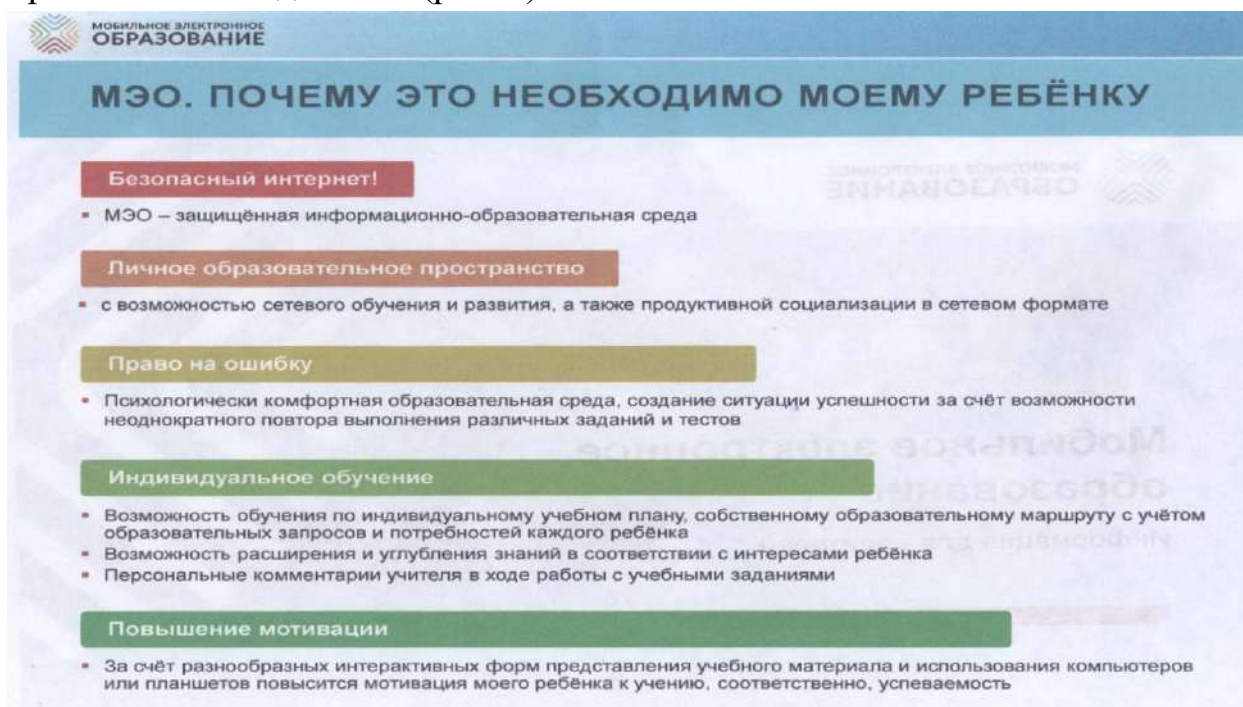 МОБИЛЬНОЕ ЭЛЕКТРОННОЕ
ОБРАЗОВАНИЕ
МЭО. ПОЧЕМУ ЭТО НЕОБХОДИМО МОЕМУ РЕБЁНКУ
Безопасный интернет!
▪ МЭО – защищённая информационно-образовательная среда
Личное образовательное пространство
▪ с возможностью сетевого обучения и развития, а также продуктивной социализации в сетевом формате
Право на ошибку
▪ Психологически комфортная образовательная среда, создание ситуации успешности за счёт возможности
неоднократного повтора выполнения различных заданий и тестов
Индивидуальное обучение
▪ Возможность обучения по индивидуальному учебном плану, собственному образовательному маршруту с учётом
образовательных запросов и потребностей каждого ребёнка
▪ Возможность расширения и углубления знаний в соответствии с интересами ребёнка
▪ Персональные комментарии учителя в ходе работы с учебными заданиями
Повышение мотивации
▪ За счёт разнообразных интерактивных форм представления учебного материала и использования компьютеров
или планшетов повысится мотивация моего ребёнка к учению, соответственно, успеваемость